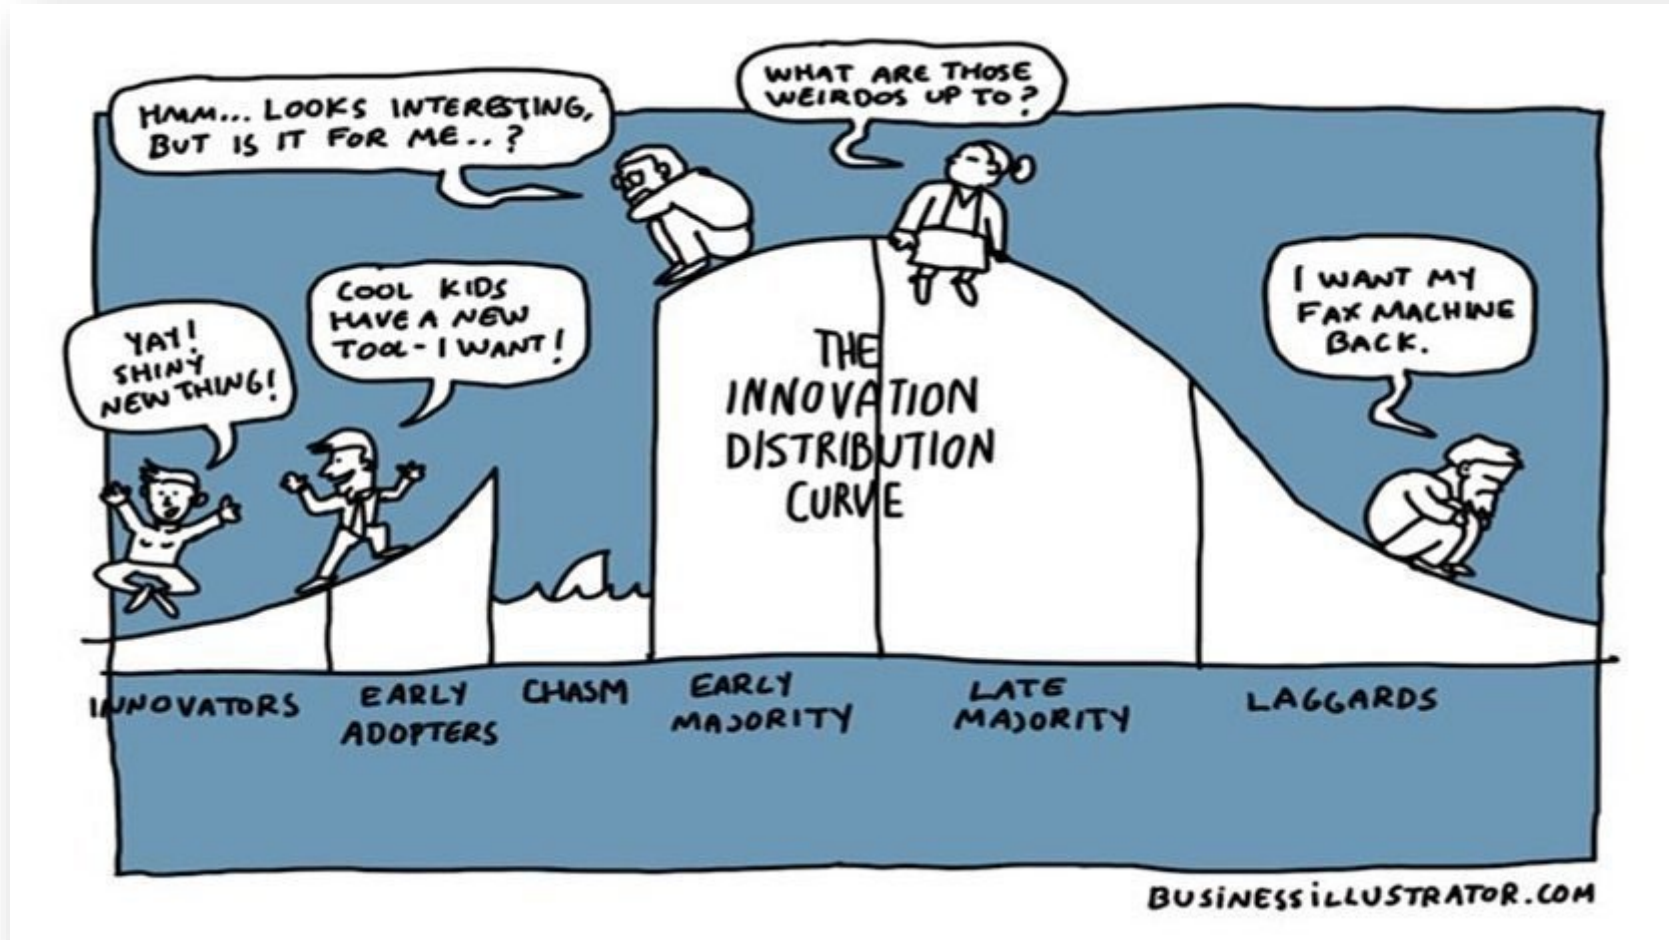 HMM... LOOKS INTERESTING,
BUT IS IT FOR ME..?
WHAT ARE THOSE
WEIRDOS UP TO?
YAY!
SHINY
NEW THING!
COOL KIDS
HAVE A NEW
TOOL - I WANT!
I WANT MY
FAX MACHINE
BACK.
THE
INNOVATION
DISTRIBUTION
CURVE
INNOVATORS
EARLY
ADOPTERS
CHASM
EARLY
MAJORITY
LATE
MAJORITY
LAGGARDS
BUSINESSiLLUSTRATOR.COM